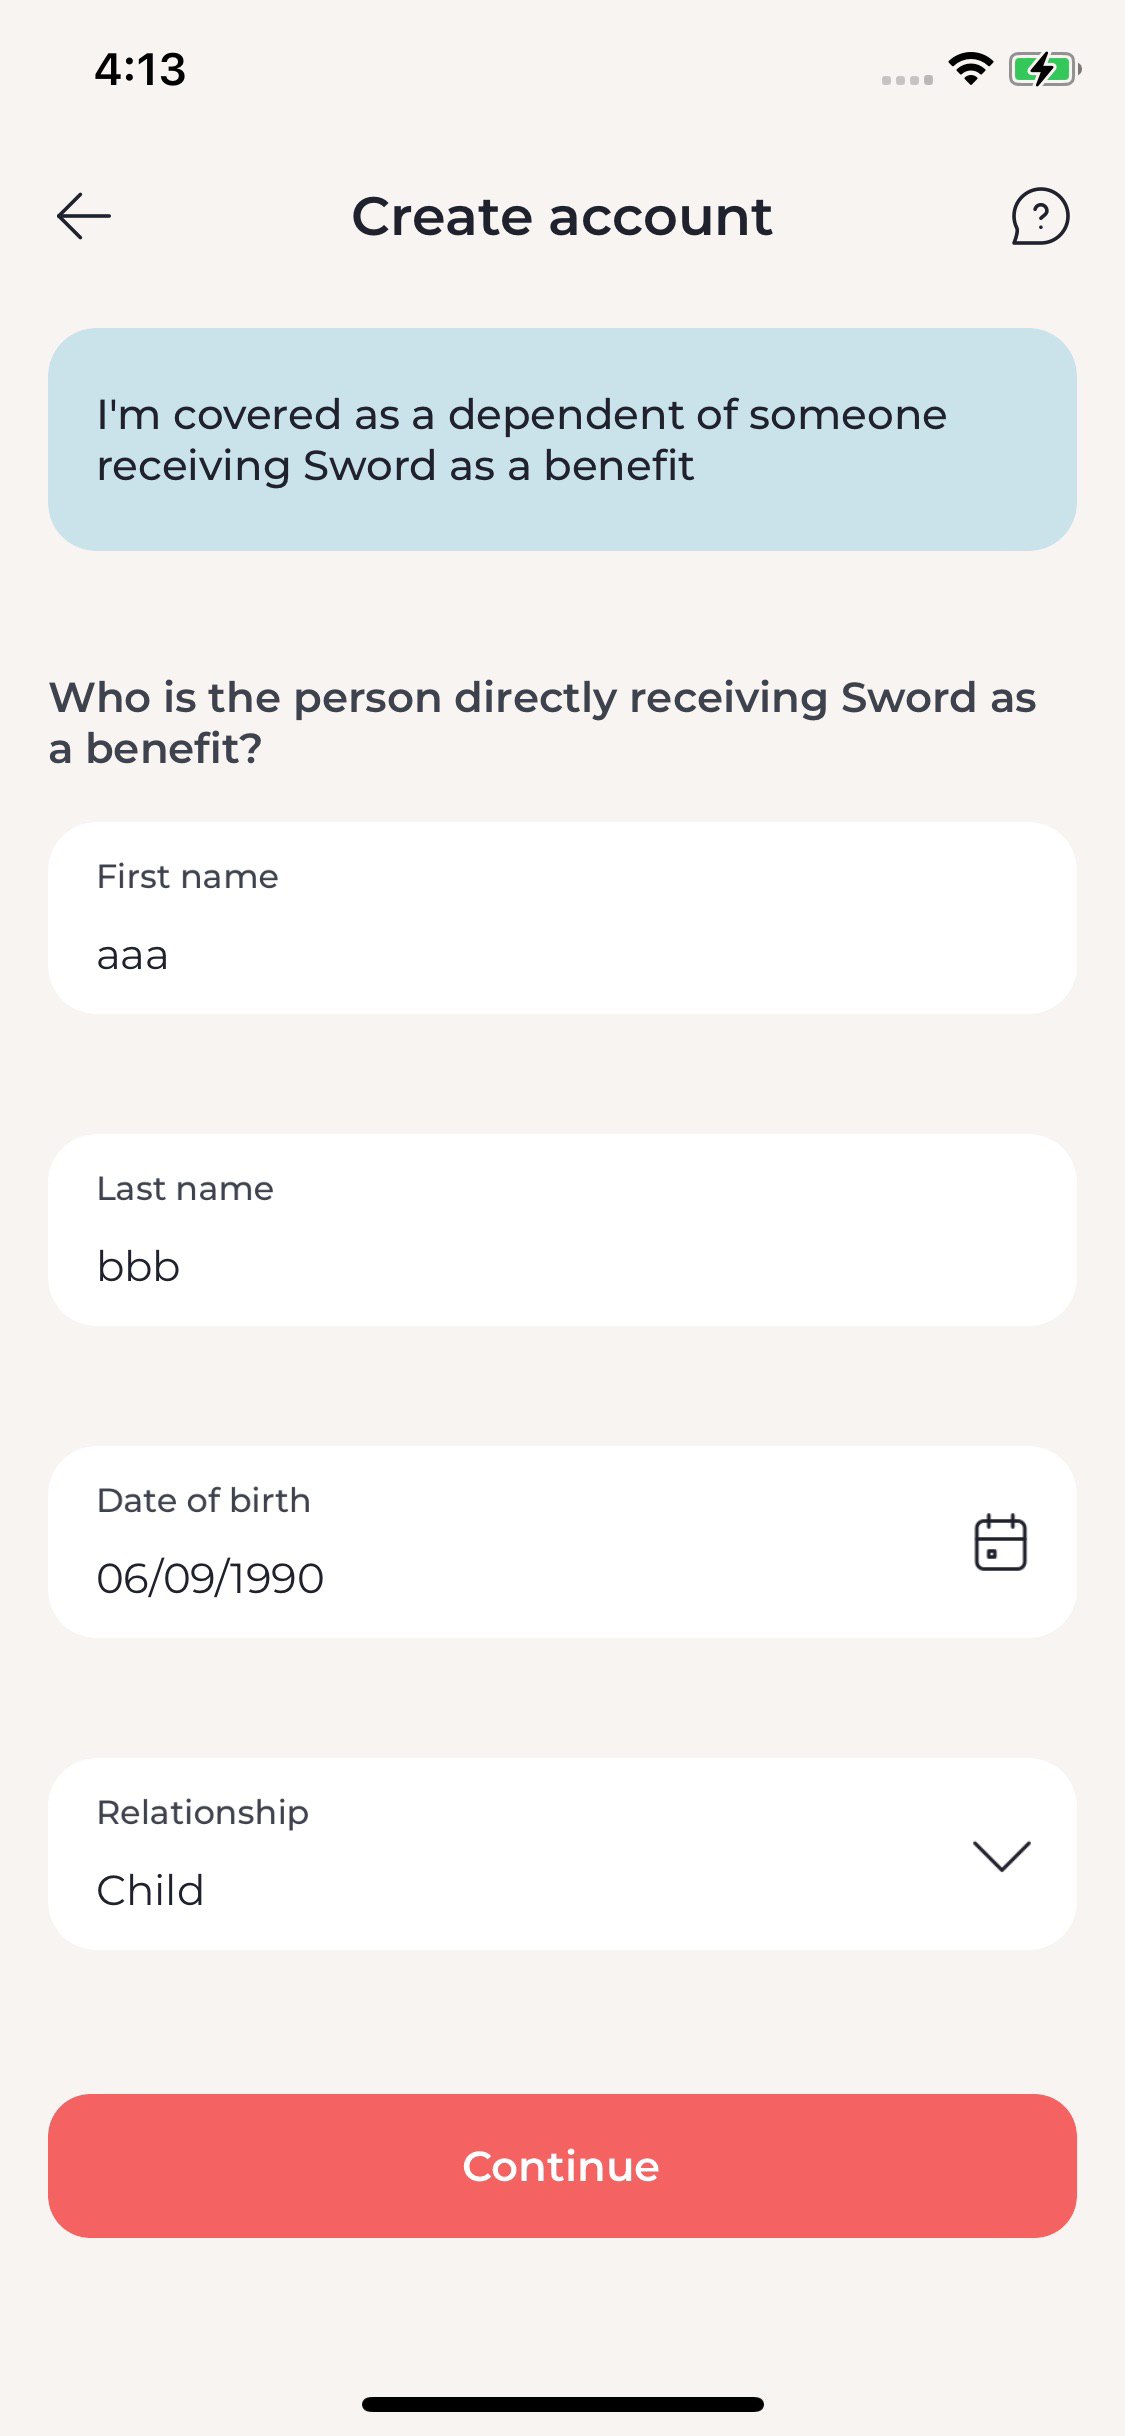 4:13
Create account
?
I'm covered as a dependent of someone
receiving Sword as a benefit
Who is the person directly receiving Sword as
a benefit?
First name
aaa
Last name
bbb
Date of birth
06/09/1990
Relationship
Child
Continue